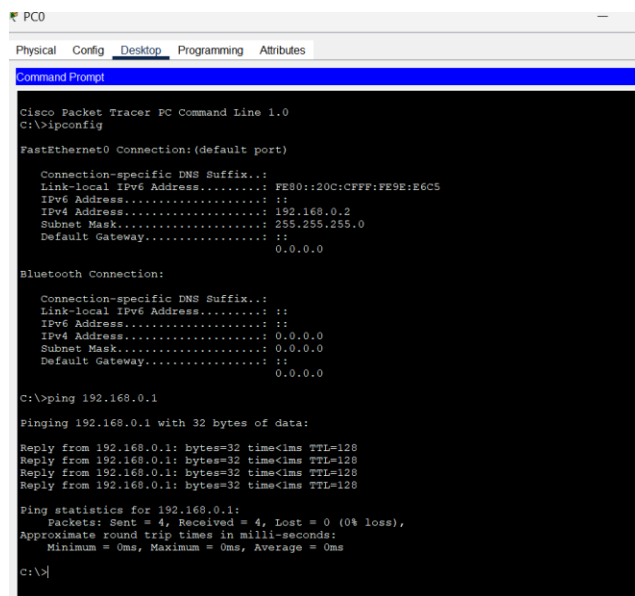 PC0
Physical Config Desktop Programming Attributes
Command Prompt
Cisco Packet Tracer PC Command Line 1.0
C:\>ipconfig
FastEthernet0 Connection:(default port)
Connection-specific DNS Suffix..:
Link-local IPv6 Address.........: FE80::20C:CFFF:FE9E:E6C5
IPv6 Address....................: ::
IPv4 Address....................: 192.168.0.2
Subnet Mask.....................: 255.255.255.0
Default Gateway.................: ::
0.0.0.0
Bluetooth Connection:
Connection-specific DNS Suffix..:
Link-local IPv6 Address.........: ::
IPv6 Address....................: ::
IPv4 Address....................: 0.0.0.0
Subnet Mask.....................: 0.0.0.0
Default Gateway.................: ::
0.0.0.0
C:\>ping 192.168.0.1
Pinging 192.168.0.1 with 32 bytes of data:
Reply from 192.168.0.1: bytes=32 time<1ms TTL=128
Reply from 192.168.0.1: bytes=32 time<1ms TTL=128
Reply from 192.168.0.1: bytes=32 time<1ms TTL=128
Reply from 192.168.0.1: bytes=32 time<1ms TTL=128
Ping statistics for 192.168.0.1:
Packets: Sent = 4, Received = 4, Lost = 0 (0% loss),
Approximate round trip times in milli-seconds:
Minimum = 0ms, Maximum = 0ms, Average = 0ms
C:\>